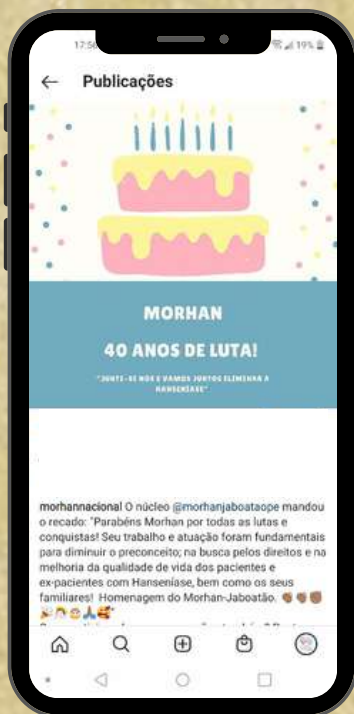 17:56
19%
← Publicações
MORHAN
40 ANOS DE LUTA!
"JUNTE-SE NÓS E VAMOS JUNTOS ELIMINAR A
HANSENÍASE"
morhannacional O núcleo @morhanjaboataope mandou
o recado: "Parabéns Morhan por todas as lutas e
conquistas! Seu trabalho e atuação foram fundamentais
para diminuir o preconceito; na busca pelos direitos e na
melhoria da qualidade de vida dos pacientes e
ex-pacientes com Hanseníase, bem como os seus
familiares! Homenagem do Morhan-Jaboatão.